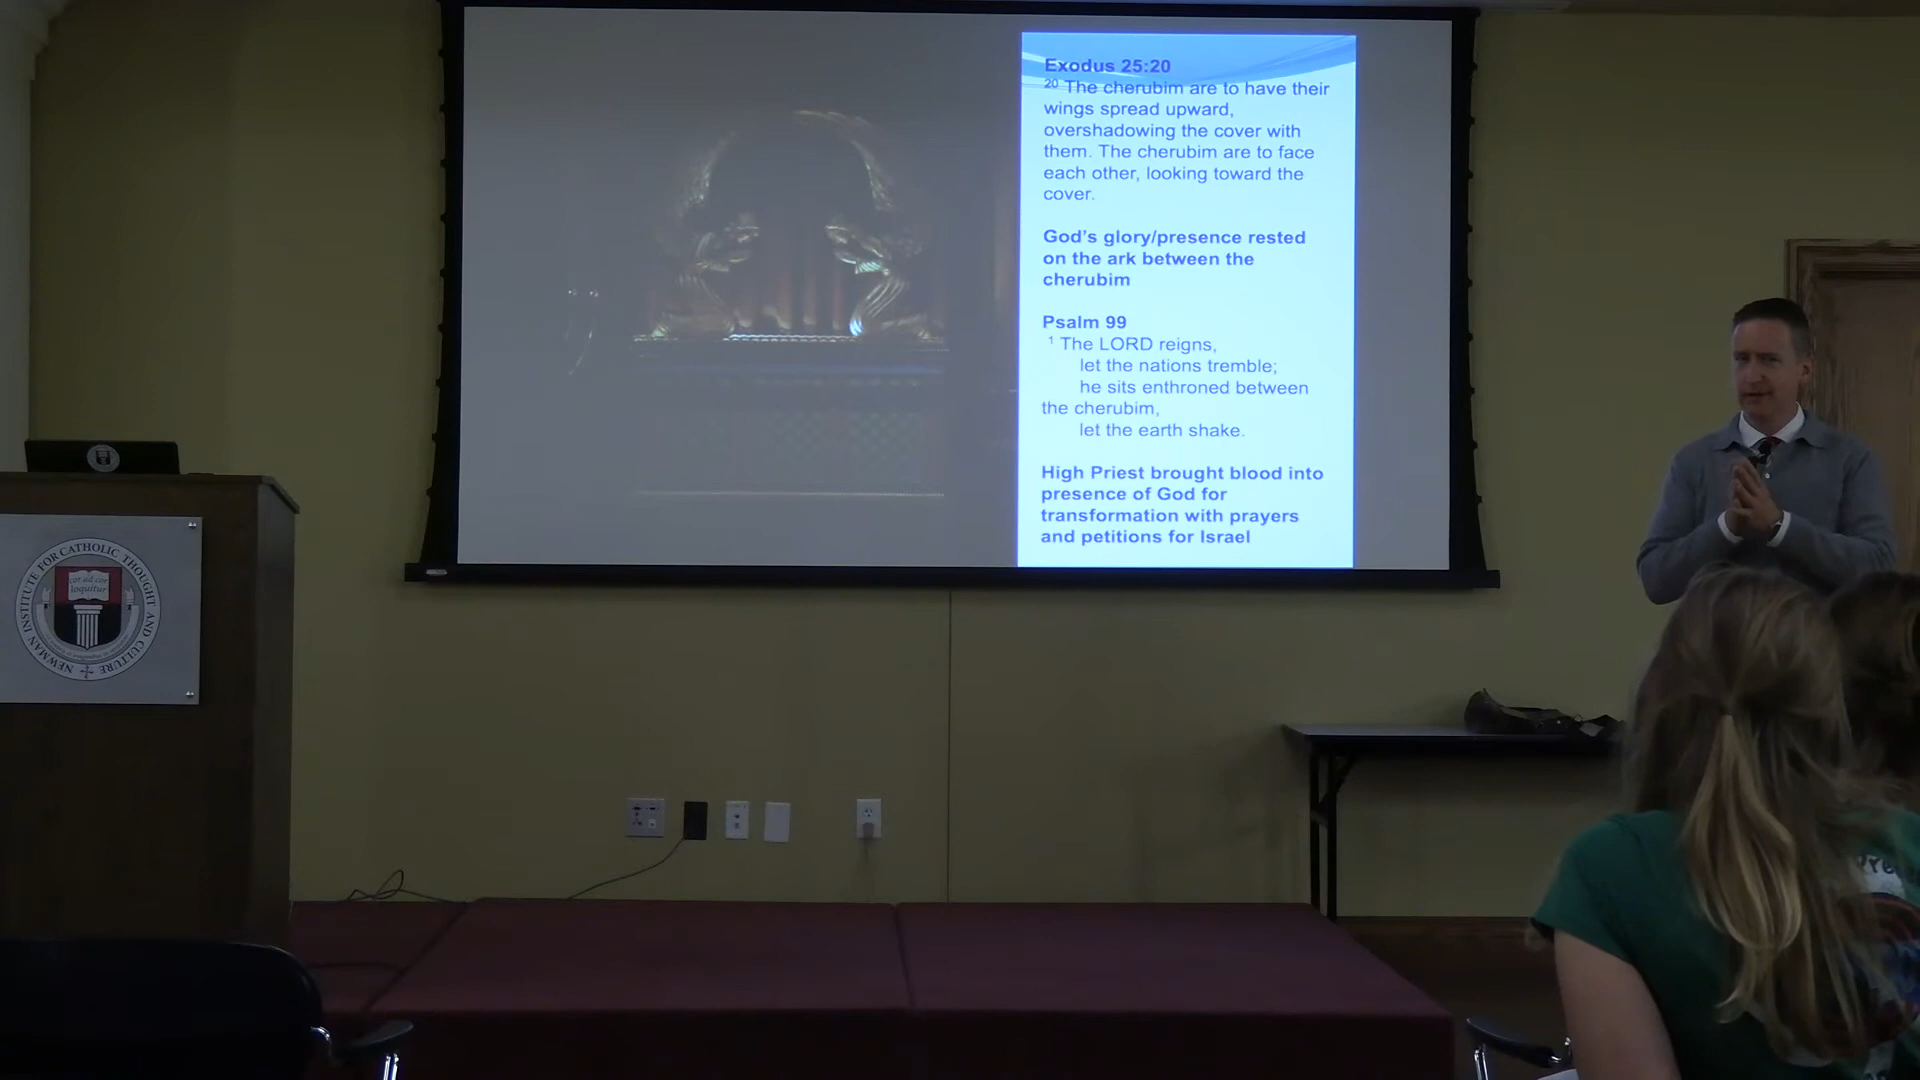 Exodus 25:20
20 The cherubim are to have their
wings spread upward,
overshadowing the cover with
them. The cherubim are to face
each other, looking toward the
cover.
God's glory/presence rested
on the ark between the
cherubim
Psalm 99
1 The LORD reigns,
let the nations tremble;
he sits enthroned between
the cherubim,
let the earth shake.
High Priest brought blood into
presence of God for
transformation with prayers
and petitions for Israel
NEWMAN INSTITUTE FOR CATHOLIC THOUGHT AND CULTURE
cor ad cor
loquitur